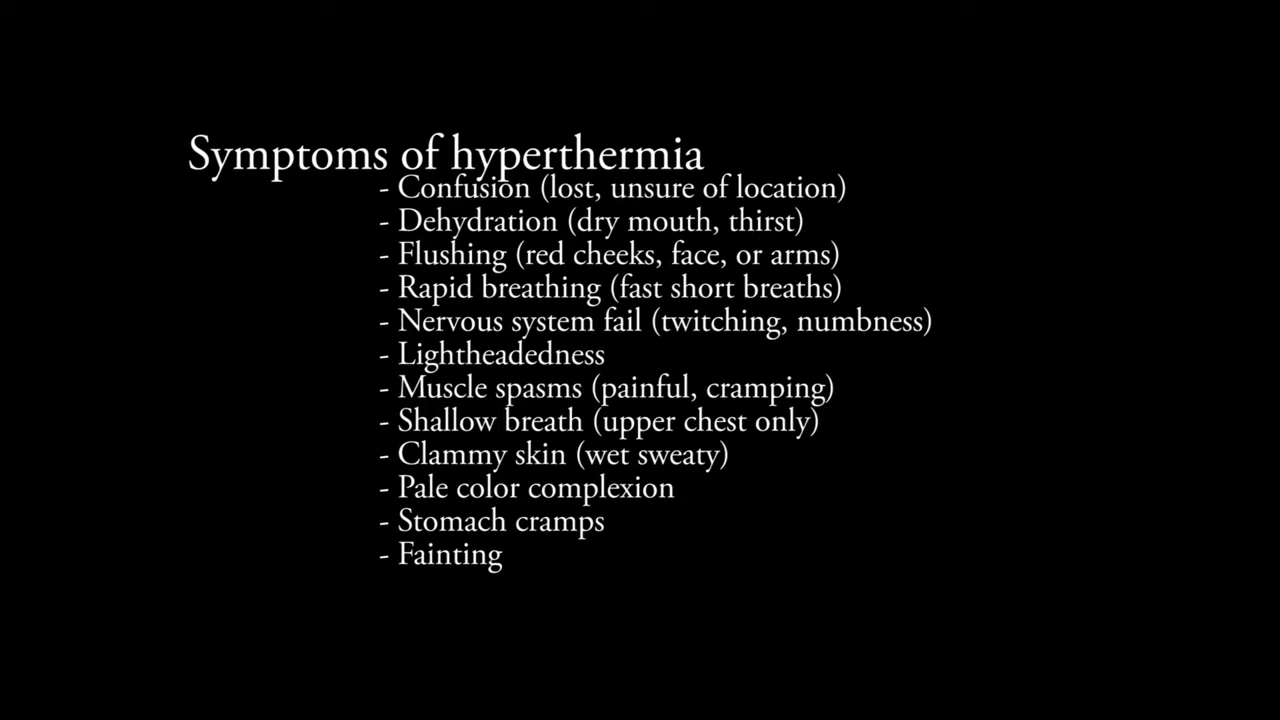 Symptoms of hyperthermia
- Confusion (lost, unsure of location)
- Dehydration (dry mouth, thirst)
- Flushing (red cheeks, face, or arms)
- Rapid breathing (fast short breaths)
- Nervous system fail (twitching, numbness)
- Lightheadedness
- Muscle spasms (painful, cramping)
- Shallow breath (upper chest only)
- Clammy skin (wet sweaty)
- Pale color complexion
- Stomach cramps
- Fainting